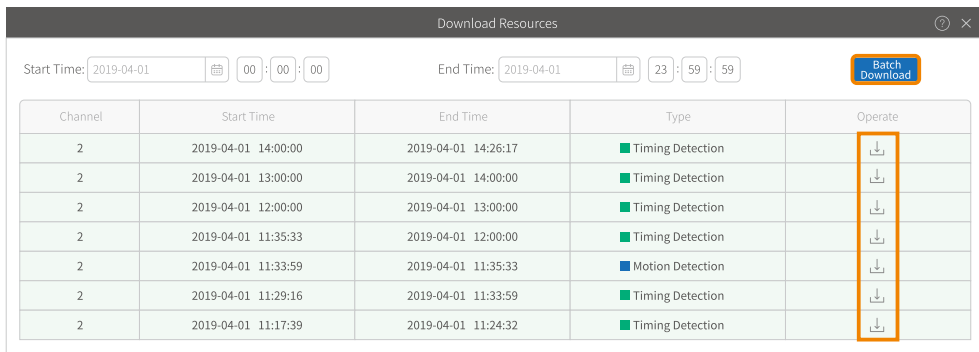 Download Resources
Start Time: 2019-04-01 00 : 00 : 00 End Time: 2019-04-01 23 : 59 : 59 Batch Download
Channel Start Time End Time Type Operate
2 2019-04-01 14:00:00 2019-04-01 14:26:17 Timing Detection
2 2019-04-01 13:00:00 2019-04-01 14:00:00 Timing Detection
2 2019-04-01 12:00:00 2019-04-01 13:00:00 Timing Detection
2 2019-04-01 11:35:33 2019-04-01 12:00:00 Timing Detection
2 2019-04-01 11:33:59 2019-04-01 11:35:33 Motion Detection
2 2019-04-01 11:29:16 2019-04-01 11:33:59 Timing Detection
2 2019-04-01 11:17:39 2019-04-01 11:24:32 Timing Detection